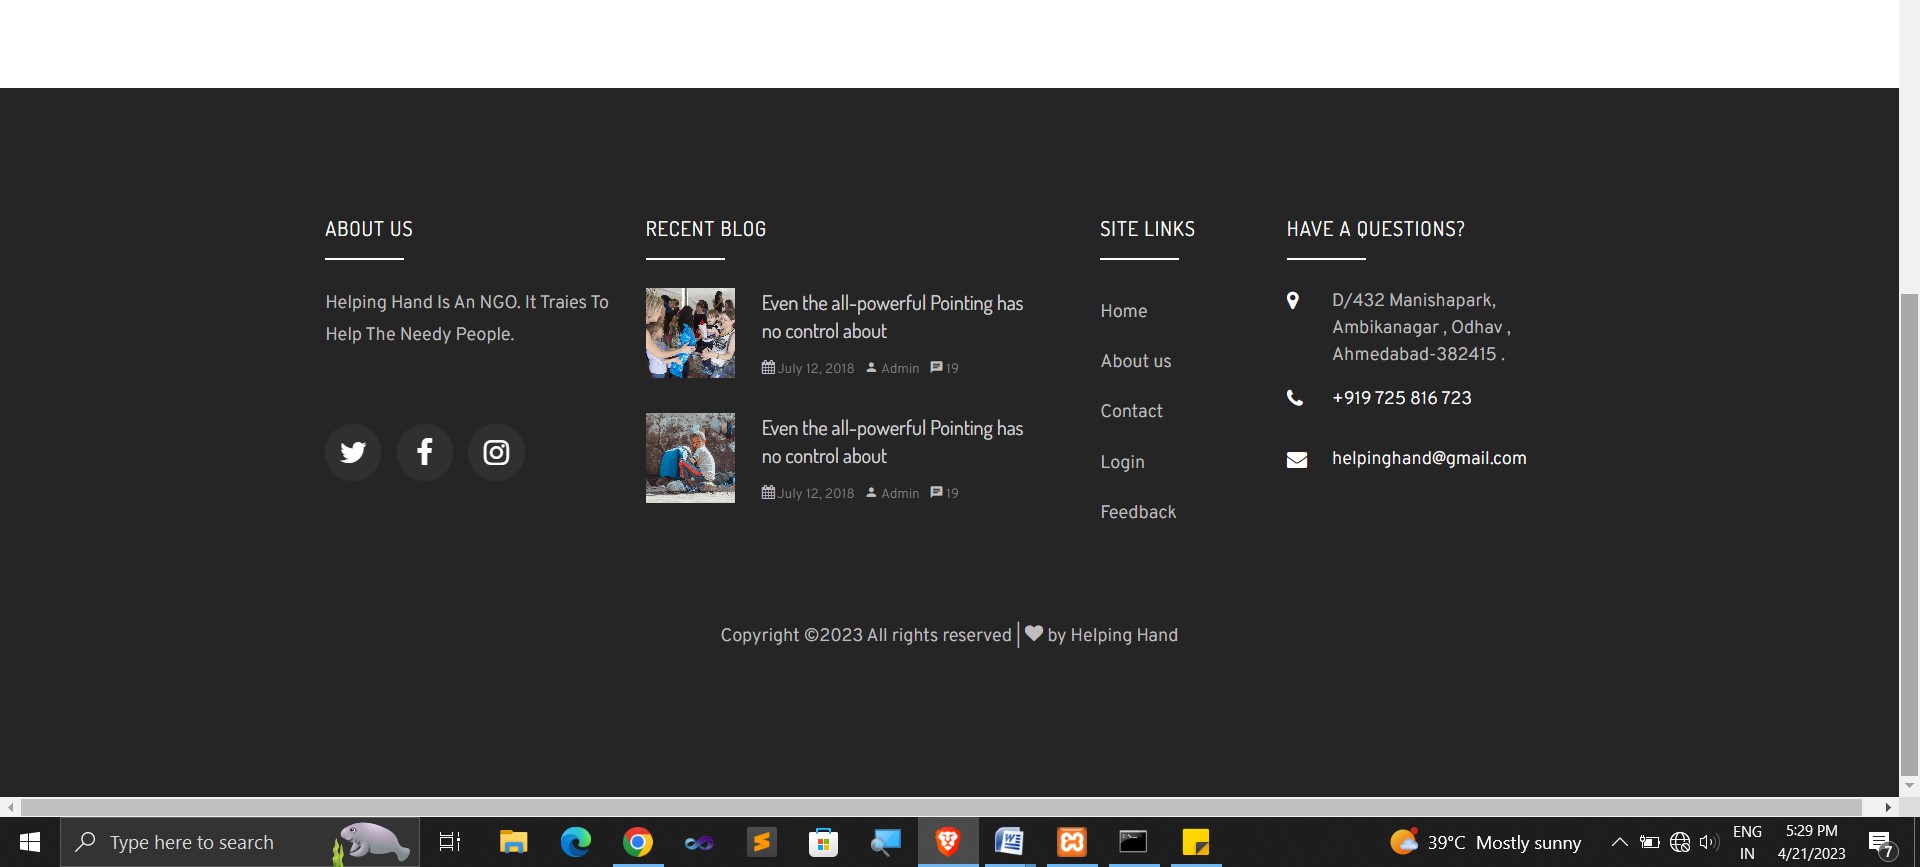 ABOUT US
Helping Hand Is An NGO. It Traies To
Help The Needy People.
RECENT BLOG
Even the all-powerful Pointing has
no control about
July 12, 2018 Admin 19
Even the all-powerful Pointing has
no control about
July 12, 2018 Admin 19
SITE LINKS
Home
About us
Contact
Login
Feedback
HAVE A QUESTIONS?
D/432 Manishapark,
Ambikanagar , Odhav ,
Ahmedabad-382415 .
+919 725 816 723
helpinghand@gmail.com
Copyright ©2023 All rights reserved | by Helping Hand
Type here to search
39°C Mostly sunny
ENG
IN
5:29 PM
4/21/2023
7